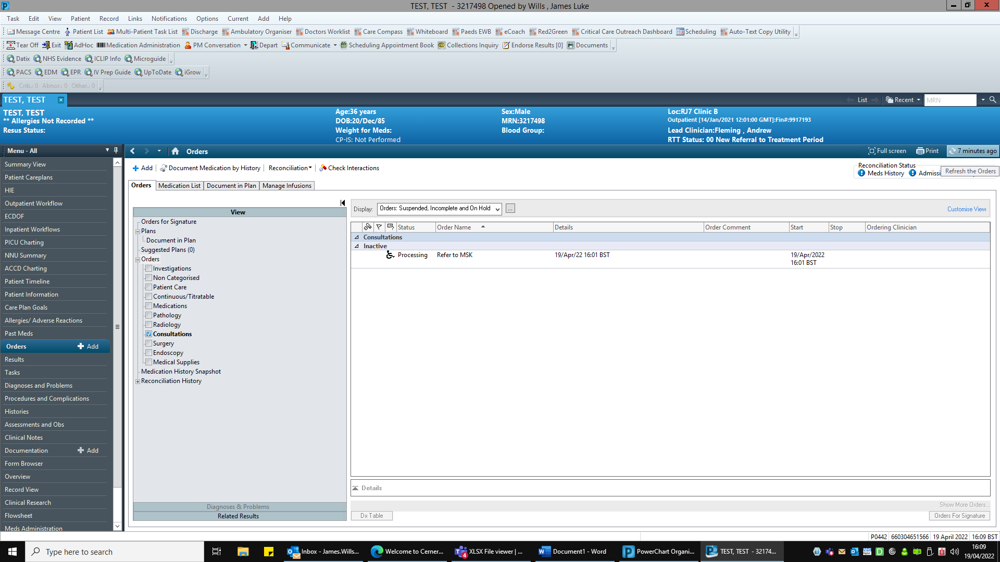 TEST, TEST - 3217498 Opened by Wills , James Luke
Task Edit View Patient Record Links Notifications Options Current Add Help
Message Centre Patient List Multi-Patient Task List Discharge Ambulatory Organiser Doctors Worklist Care Compass Whiteboard Paeds EWB eCoach Red2Green Critical Care Outreach Dashboard Scheduling Auto-Text Copy Utility
Tear Off Exit AdHoc Medication Administration PM Conversation Depart Communicate Scheduling Appointment Book Collections Inquiry Endorse Results [0] Documents
Datix NHS Evidence ICLIP Info Microguide
PACS EDM EPR IV Prep Guide UpToDate iGrow
Criti.: 0 Abnor.: 0 Other.: 0
TEST, TEST List Recent MRN
TEST, TEST Age:36 years Sex:Male Loc:RJ7 Clinic B
** Allergies Not Recorded ** DOB:20/Dec/85 MRN:3217498 Outpatient [14/Jan/2021 12:01:00 GMT]:Fin#:9917193
Resus Status: Weight for Meds: Blood Group: Lead Clinician:Fleming , Andrew
CP-IS: Not Performed RTT Status: 00 New Referral to Treatment Period
Menu - All
Summary View
Patient Careplans
HIE
Outpatient Workflow
ECDOF
Inpatient Workflows
PICU Charting
NNU Summary
ACCD Charting
Patient Timeline
Patient Information
Care Plan Goals
Allergies/ Adverse Reactions
Past Meds
Orders Add
Results
Tasks
Diagnoses and Problems
Procedures and Complications
Histories
Assessments and Obs
Clinical Notes
Documentation Add
Form Browser
Overview
Record View
Clinical Research
Flowsheet
Meds Administration
Orders Full screen Print 7 minutes ago
Add Document Medication by History Reconciliation Check Interactions
Reconciliation Status
Meds History Admissi
Refresh the Orders
Orders Medication List Document in Plan Manage Infusions
View
Orders for Signature
Plans
Document in Plan
Suggested Plans (0)
Orders
Investigations
Non Categorised
Patient Care
Continuous/Titratable
Medications
Pathology
Radiology
Consultations
Surgery
Endoscopy
Medical Supplies
Medication History Snapshot
Reconciliation History
Diagnoses & Problems
Related Results
Display: Orders: Suspended, Incomplete and On Hold ... Customise View
Status Order Name Details Order Comment Start Stop Ordering Clinician
Consultations
Inactive
Processing Refer to MSK 19/Apr/22 16:01 BST 19/Apr/2022
16:01 BST
Details
Show More Orders...
Dx Table Orders For Signature
P0442 660304651566 19 April 2022 16:09 BST
Type here to search Inbox - James.Wills... Welcome to Cerner... XLSX File viewer | ... Document1 - Word PowerChart Organi... TEST, TEST - 32174... 16:09
19/04/2022